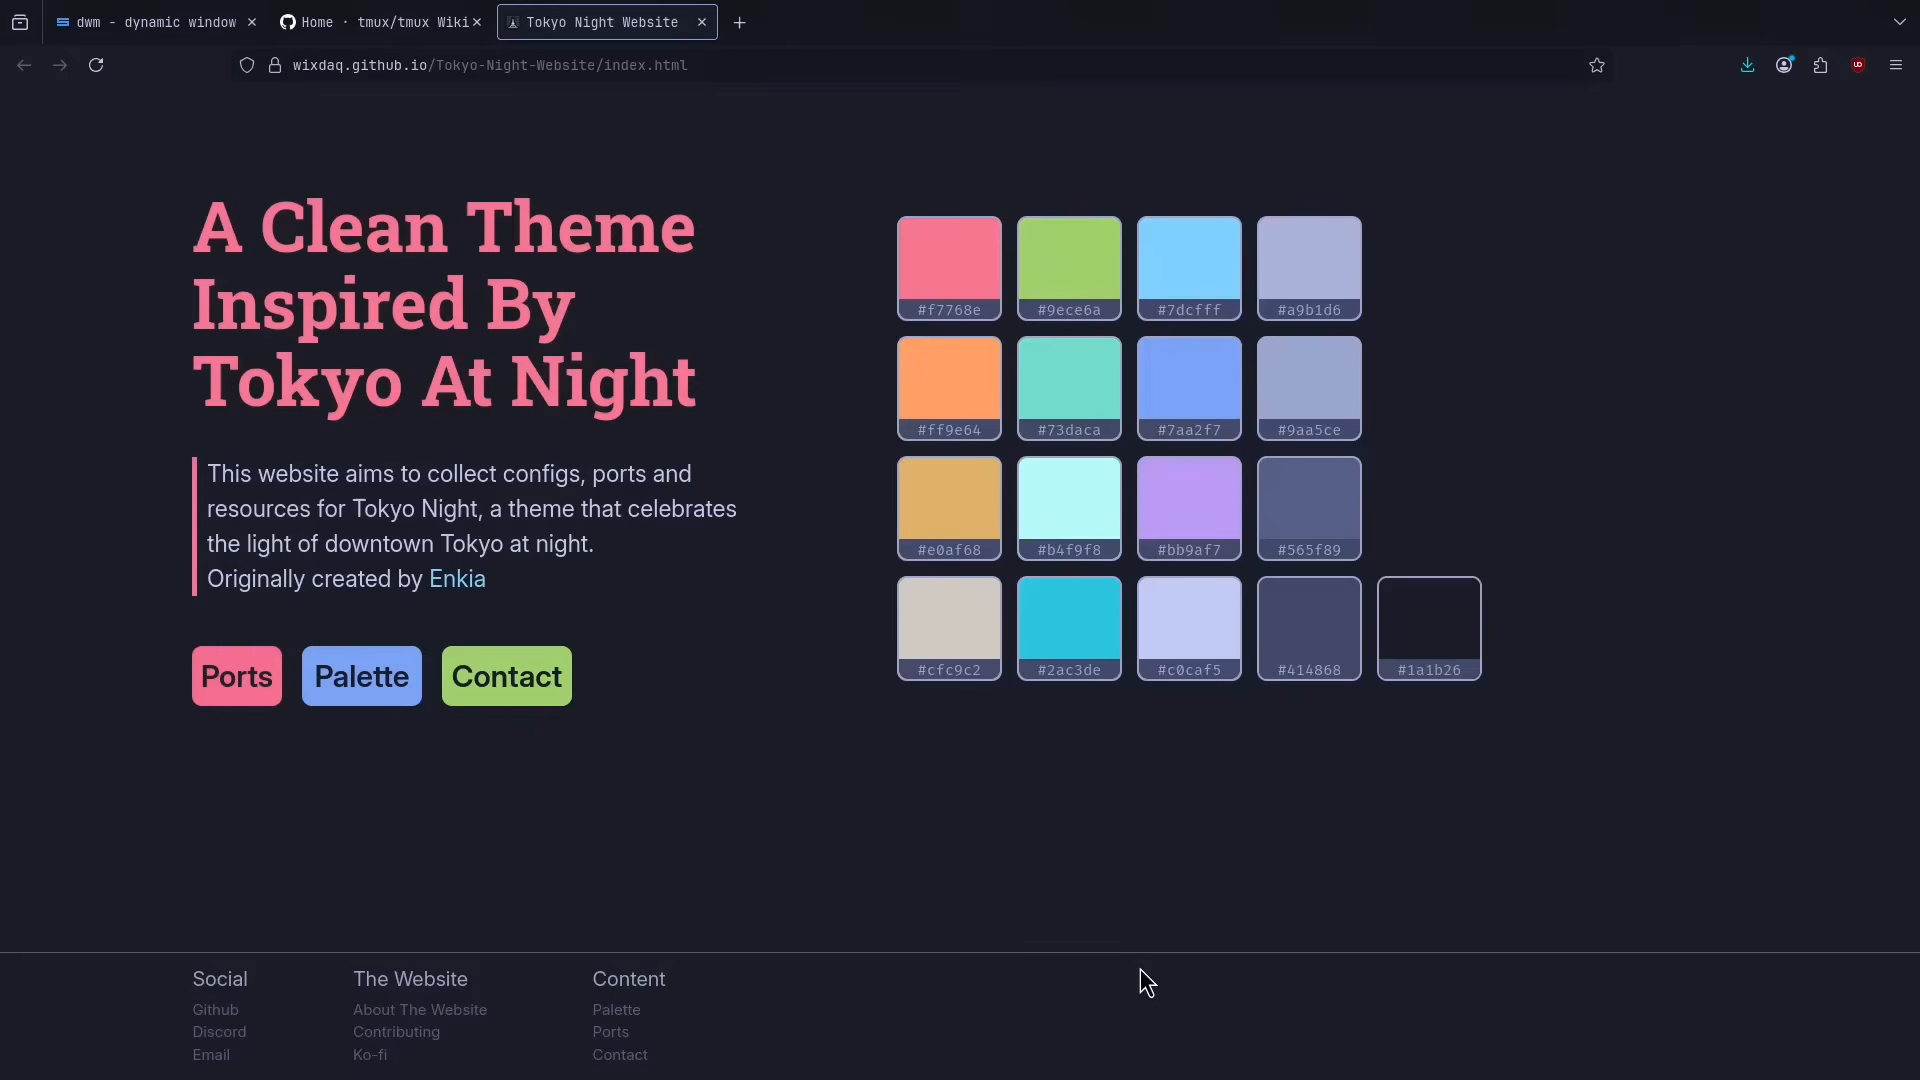 dwm - dynamic window
Home · tmux/tmux Wiki
Tokyo Night Website
wixdaq.github.io/Tokyo-Night-Website/index.html
A Clean Theme
Inspired By
Tokyo At Night
This website aims to collect configs, ports and
resources for Tokyo Night, a theme that celebrates
the light of downtown Tokyo at night.
Originally created by Enkia
Ports
Palette
Contact
#f7768e
#9ece6a
#7dcfff
#a9b1d6
#ff9e64
#73daca
#7aa2f7
#9aa5ce
#e0af68
#b4f9f8
#bb9af7
#565f89
#cfc9c2
#2ac3de
#c0caf5
#414868
#1a1b26
Social
Github
Discord
Email
The Website
About The Website
Contributing
Ko-fi
Content
Palette
Ports
Contact